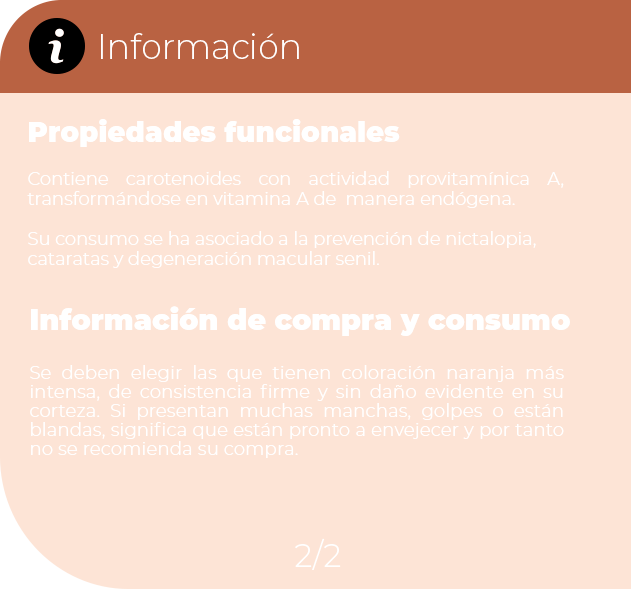 i Información
Propiedades funcionales
Contiene carotenoides con actividad provitamínica A,
transformándose en vitamina A de manera endógena.
Su consumo se ha asociado a la prevención de nictalopia,
cataratas y degeneración macular senil.
Información de compra y consumo
Se deben elegir las que tienen coloración naranja más
intensa, de consistencia firme y sin daño evidente en su
corteza. Si presentan muchas manchas, golpes o están
blandas, significa que están pronto a envejecer y por tanto
no se recomienda su compra.
2/2